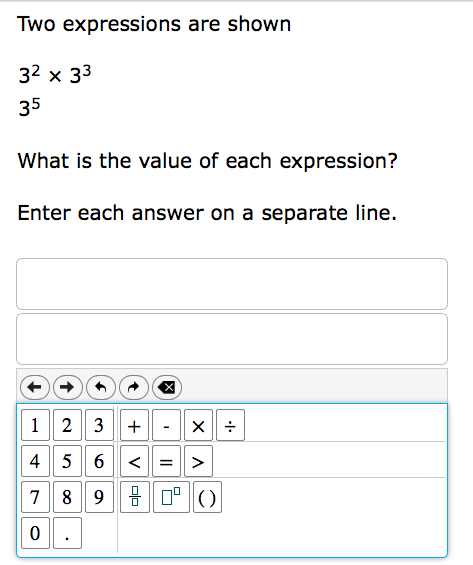 Two expressions are shown
3² × 3³
3⁵
What is the value of each expression?
Enter each answer on a separate line.
1 2 3 + - × ÷
4 5 6 < = >
7 8 9 ()
0 .